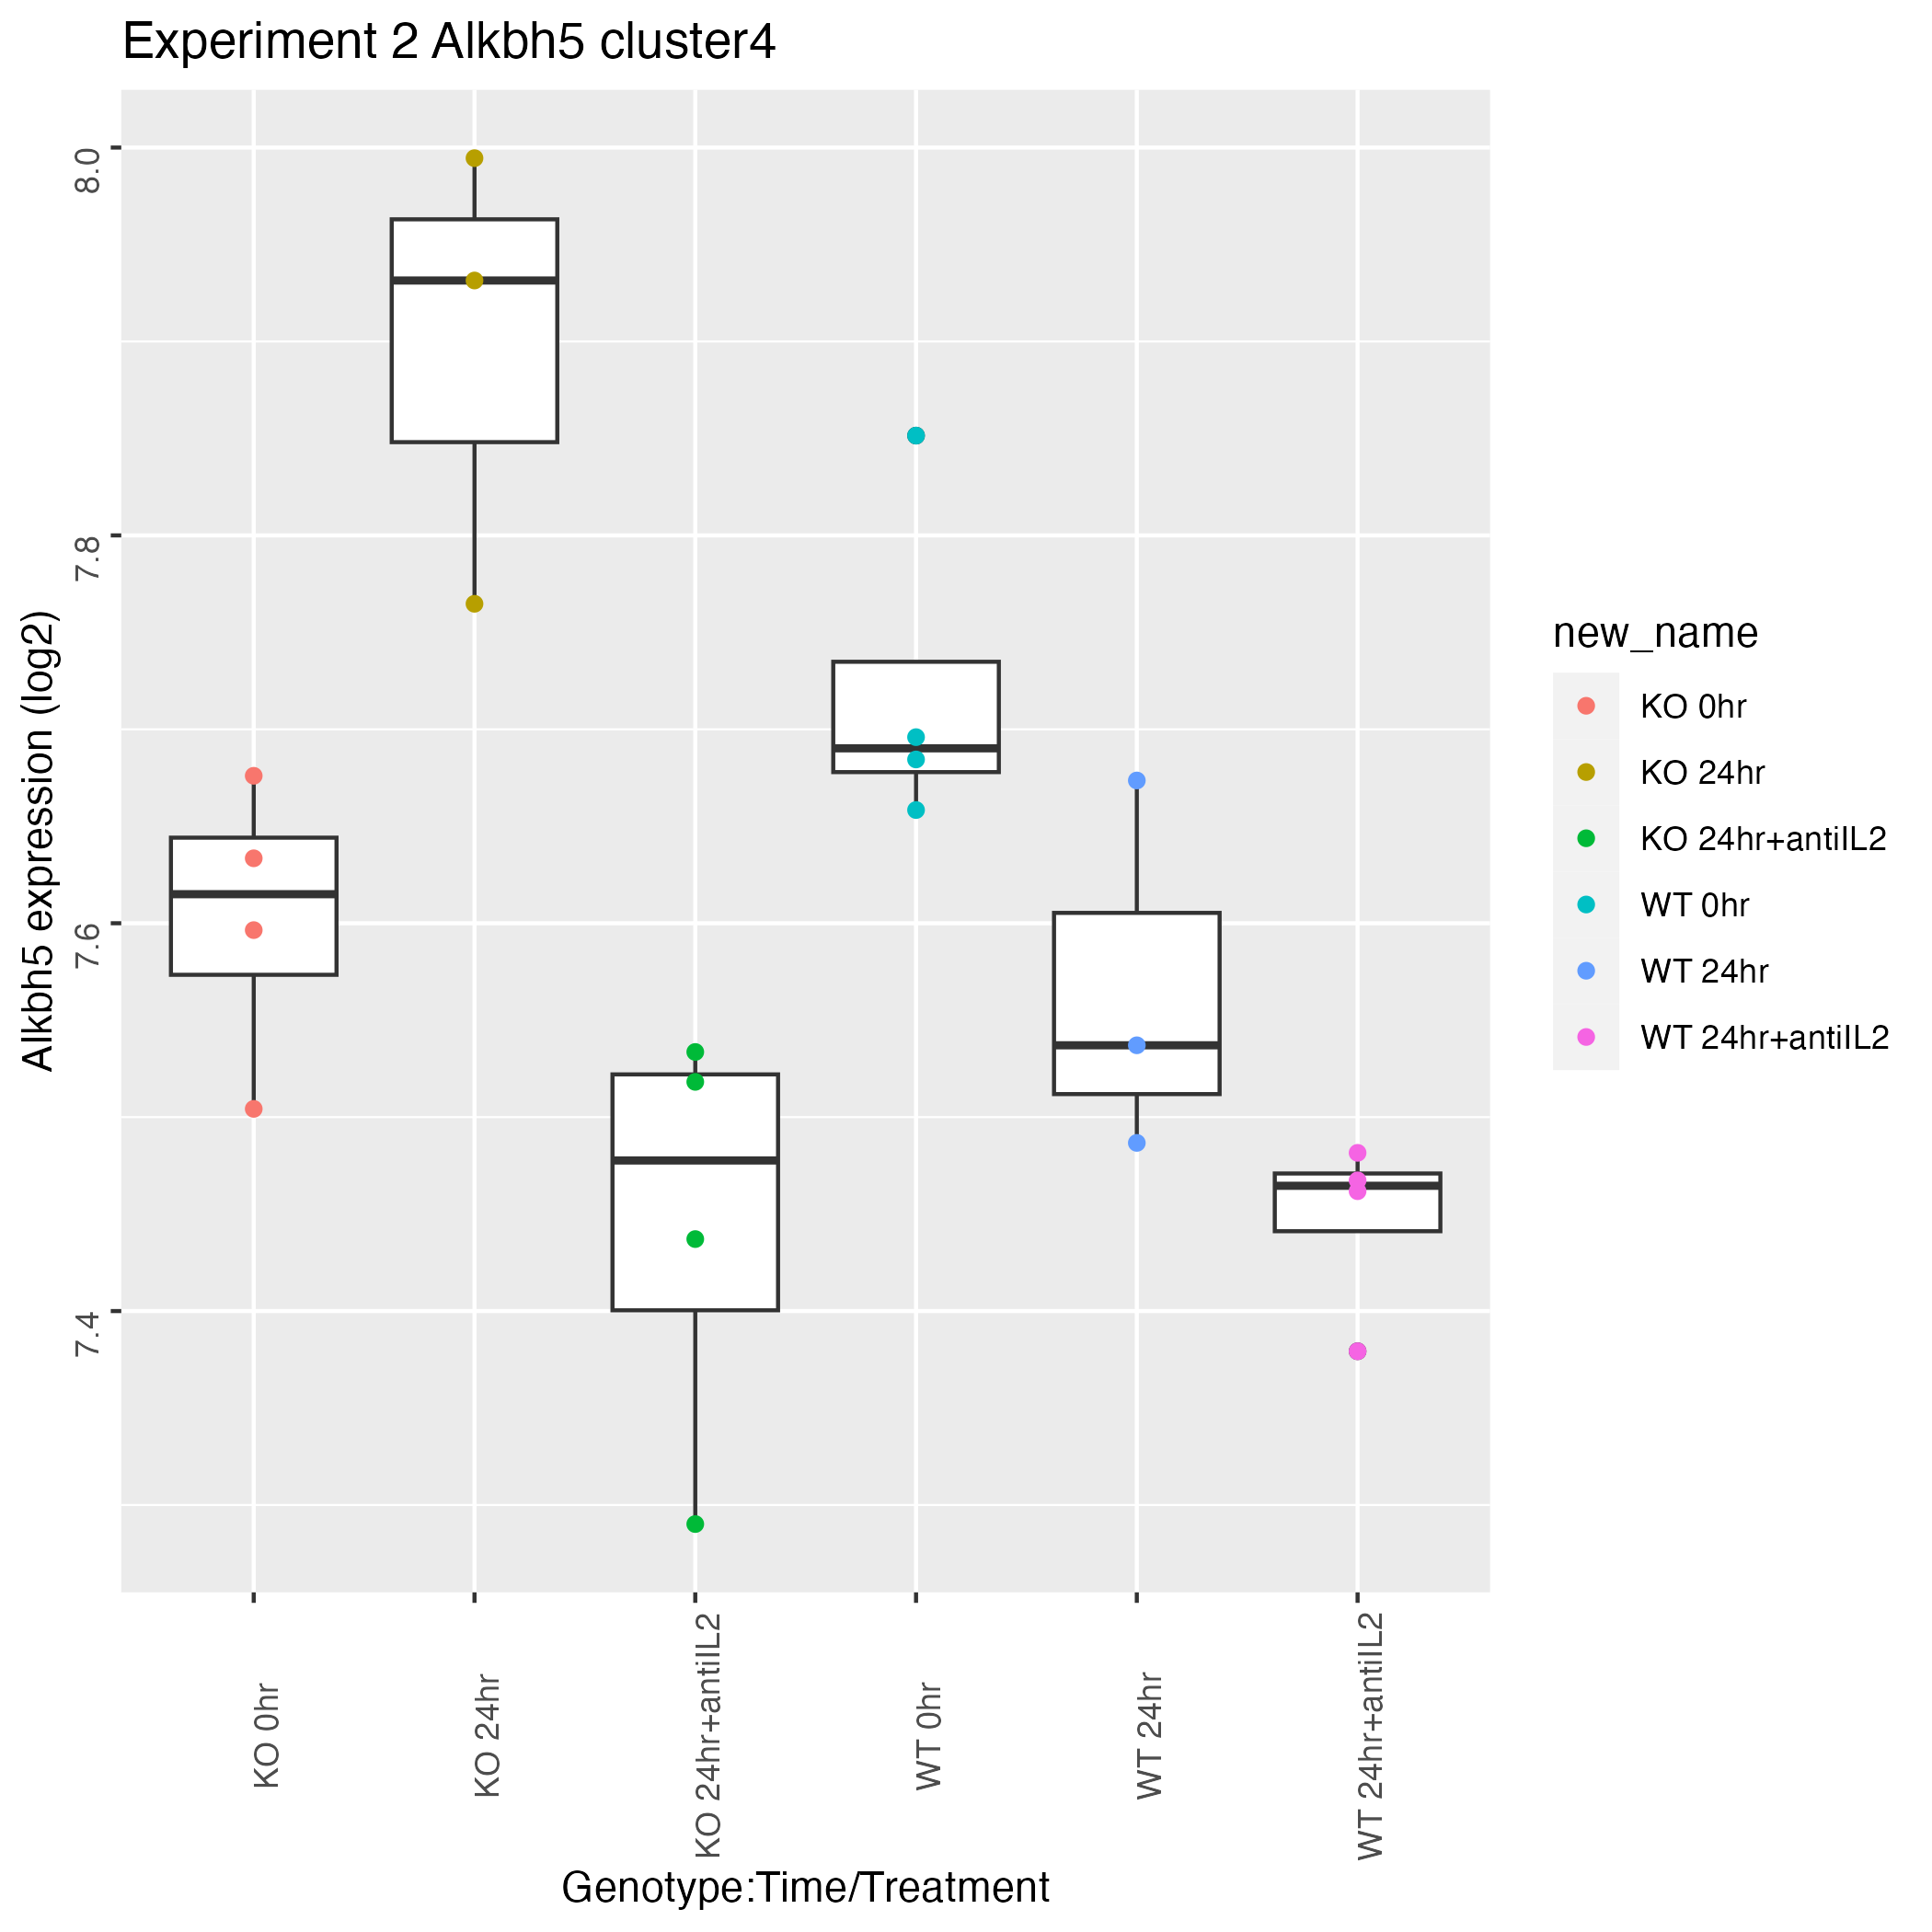 Experiment 2 Alkbh5 cluster4
Alkbh5 expression (log2)
8.0
7.8
7.6
7.4
KO 0hr
KO 24hr
KO 24hr+antiIL2
WT 0hr
WT 24hr
WT 24hr+antiIL2
Genotype:Time/Treatment
new_name
KO 0hr
KO 24hr
KO 24hr+antiIL2
WT 0hr
WT 24hr
WT 24hr+antiIL2